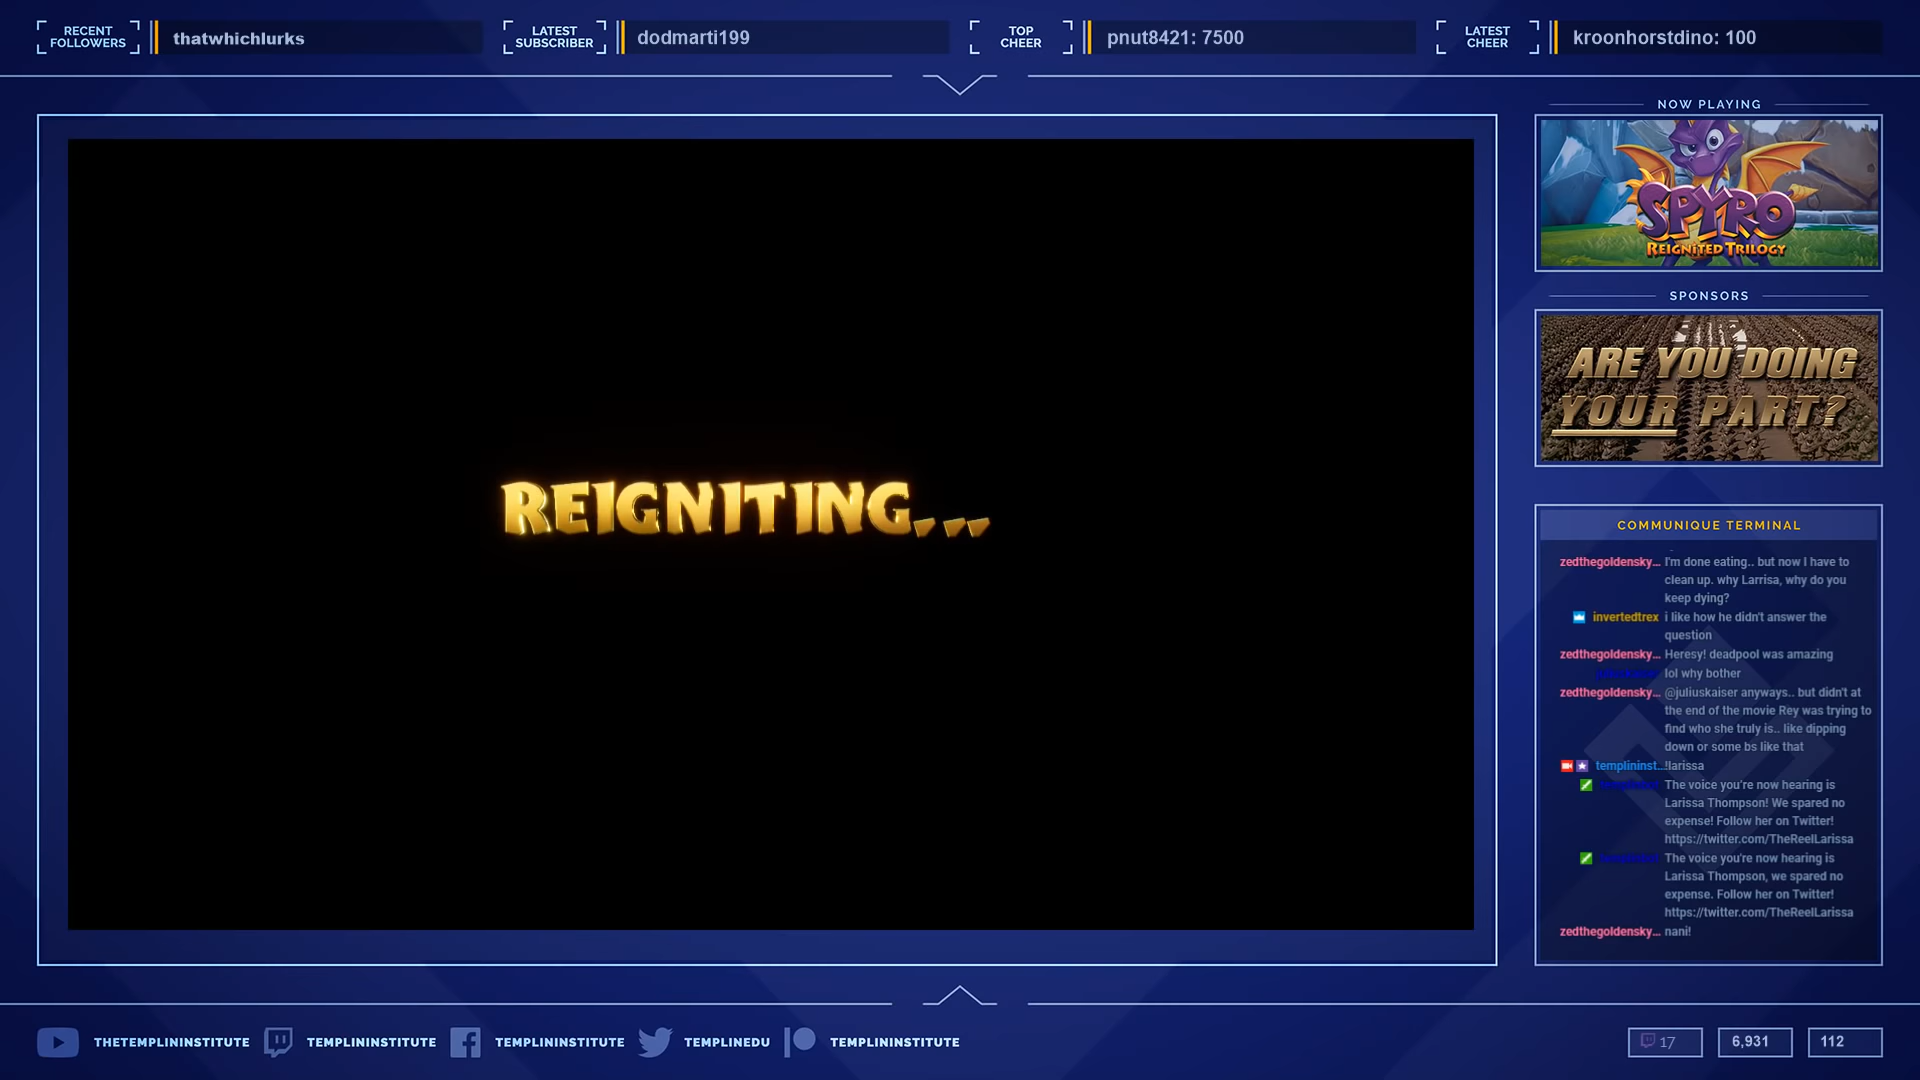 RECENT
FOLLOWERS
thatwhichlurks
LATEST
SUBSCRIBER
dodmarti199
TOP
CHEER
pnut8421: 7500
LATEST
CHEER
kroonhorstdino: 100
NOW PLAYING
SPYRO
REIGNITED TRILOGY
SPONSORS
ARE YOU DOING
YOUR PART?
REIGNITING...
COMMUNIQUE TERMINAL
zedthegoldensky... I'm done eating.. but now I have to
clean up. why Larrisa, why do you
keep dying?
invertedtrex i like how he didn't answer the
question
zedthegoldensky... Heresy! deadpool was amazing
lol why bother
zedthegoldensky... @juliuskaiser anyways.. but didn't at
the end of the movie Rey was trying to
find who she truly is.. like dipping
down or some bs like that
templininst... !larissa
The voice you're now hearing is
Larissa Thompson! We spared no
expense! Follow her on Twitter!
https://twitter.com/TheReelLarissa
The voice you're now hearing is
Larissa Thompson, we spared no
expense. Follow her on Twitter!
https://twitter.com/TheReelLarissa
zedthegoldensky... nani!
THETEMPLININSTITUTE
TEMPLININSTITUTE
TEMPLININSTITUTE
TEMPLINEDU
TEMPLININSTITUTE
17
6,931
112